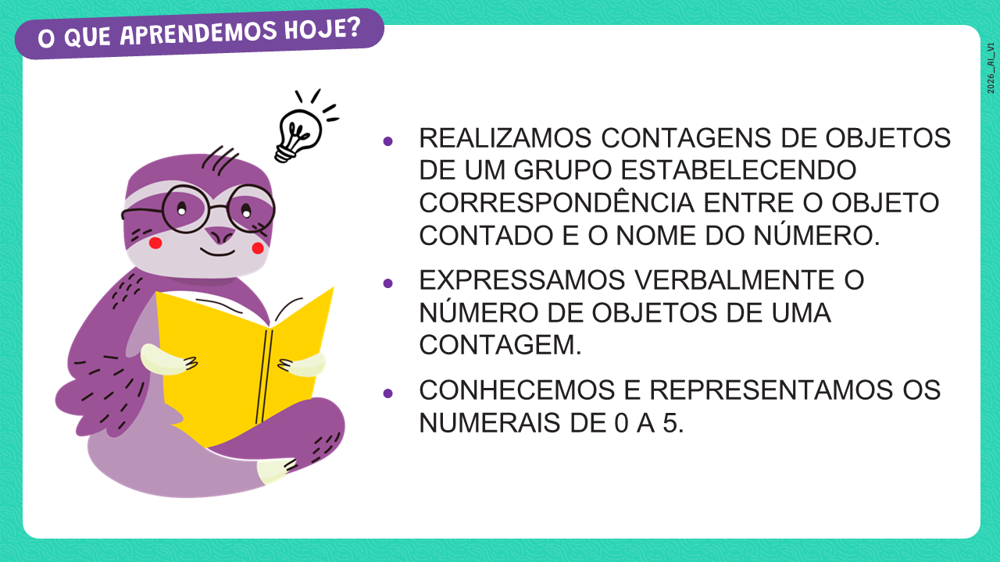 O QUE APRENDEMOS HOJE?
2026_AI_V1
• REALIZAMOS CONTAGENS DE OBJETOS
DE UM GRUPO ESTABELECENDO
CORRESPONDÊNCIA ENTRE O OBJETO
CONTADO E O NOME DO NÚMERO.
• EXPRESSAMOS VERBALMENTE O
NÚMERO DE OBJETOS DE UMA
CONTAGEM.
• CONHECEMOS E REPRESENTAMOS OS
NUMERAIS DE 0 A 5.